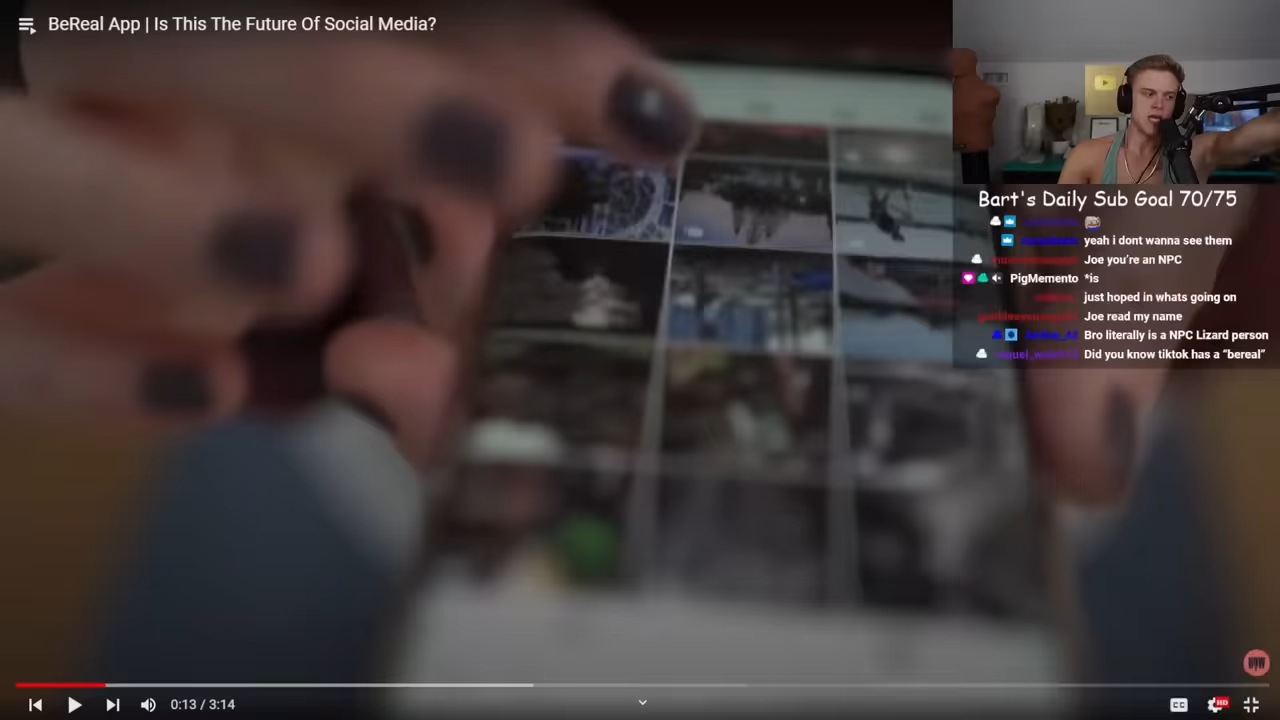 BeReal App | Is This The Future Of Social Media?
Bart's Daily Sub Goal 70/75
yeah i dont wanna see them
Joe you're an NPC
PigMemento *is
just hoped in whats going on
Joe read my name
Bro literally is a NPC Lizard person
Did you know tiktok has a “bereal”
0:13 / 3:14
CC
HD